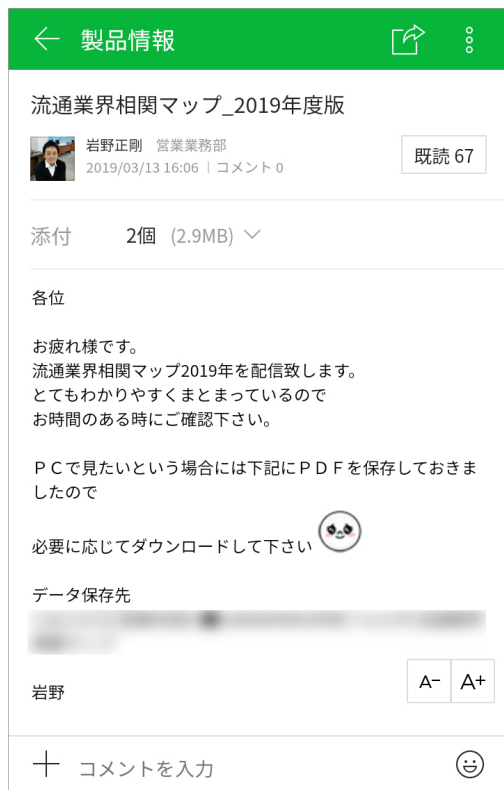 製品情報
流通業界相関マップ_2019年度版
岩野正剛 営業業務部
2019/03/13 16:06 | コメント 0
既読 67
添付 2個 (2.9MB)
各位
お疲れ様です。
流通業界相関マップ2019年を配信致します。
とてもわかりやすくまとまっているので
お時間のある時にご確認下さい。
ＰＣで見たいという場合には下記にＰＤＦを保存しておきま
したので
必要に応じてダウンロードして下さい
データ保存先
岩野
A- A+
コメントを入力